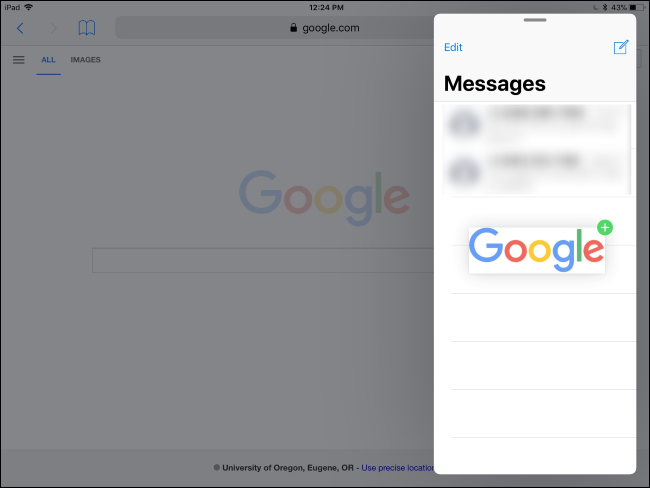 iPad 12:24 PM 43%
google.com
ALL IMAGES
Google
University of Oregon, Eugene, OR - Use precise location
Edit
Messages
Google